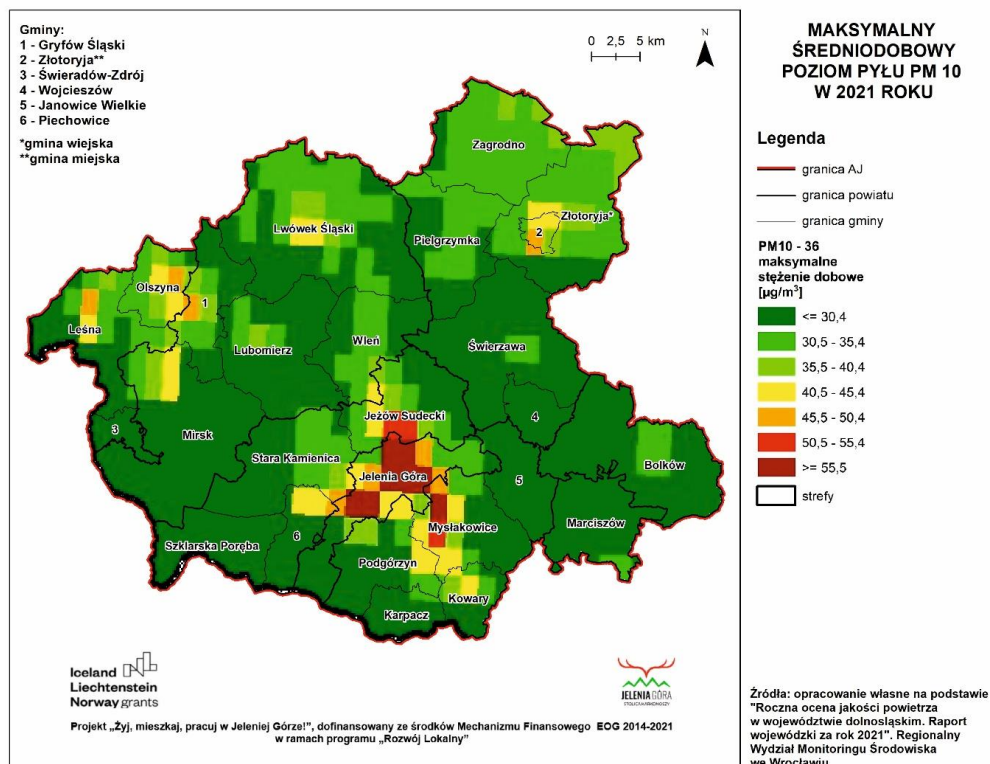 Gminy:
1 - Gryfów Śląski
2 - Złotoryja**
3 - Świeradów-Zdrój
4 - Wojcieszów
5 - Janowice Wielkie
6 - Piechowice
*gmina wiejska
**gmina miejska
0 2,5 5 km
N
MAKSYMALNY
ŚREDNIODOBOWY
POZIOM PYŁU PM 10
W 2021 ROKU
Legenda
granica AJ
granica powiatu
granica gminy
PM10 - 36
maksymalne
stężenie dobowe
[µg/m³]
<= 30,4
30,5 - 35,4
35,5 - 40,4
40,5 - 45,4
45,5 - 50,4
50,5 - 55,4
>= 55,5
strefy
Zagrodno
Złotoryja*
2
Lwówek Śląski
Pielgrzymka
Olszyna
1
Leśna
Lubomierz
Wleń
Świerzawa
Jeżów Sudecki
4
3
Mirsk
Stara Kamienica
Bolków
Jelenia Góra
5
Mysłakowice
Marciszów
6
Szklarska Poręba
Podgórzyn
Kowary
Karpacz
Iceland
Liechtenstein
Norway grants
JELENIA GÓRA
Projekt „Żyj, mieszkaj, pracuj w Jeleniej Górze!”, dofinansowany ze środków Mechanizmu Finansowego EOG 2014-2021
w ramach programu „Rozwój Lokalny”
Źródła: opracowanie własne na podstawie
"Roczna ocena jakości powietrza
w województwie dolnośląskim. Raport
wojewódzki za rok 2021". Regionalny
Wydział Monitoringu Środowiska
we Wrocławiu